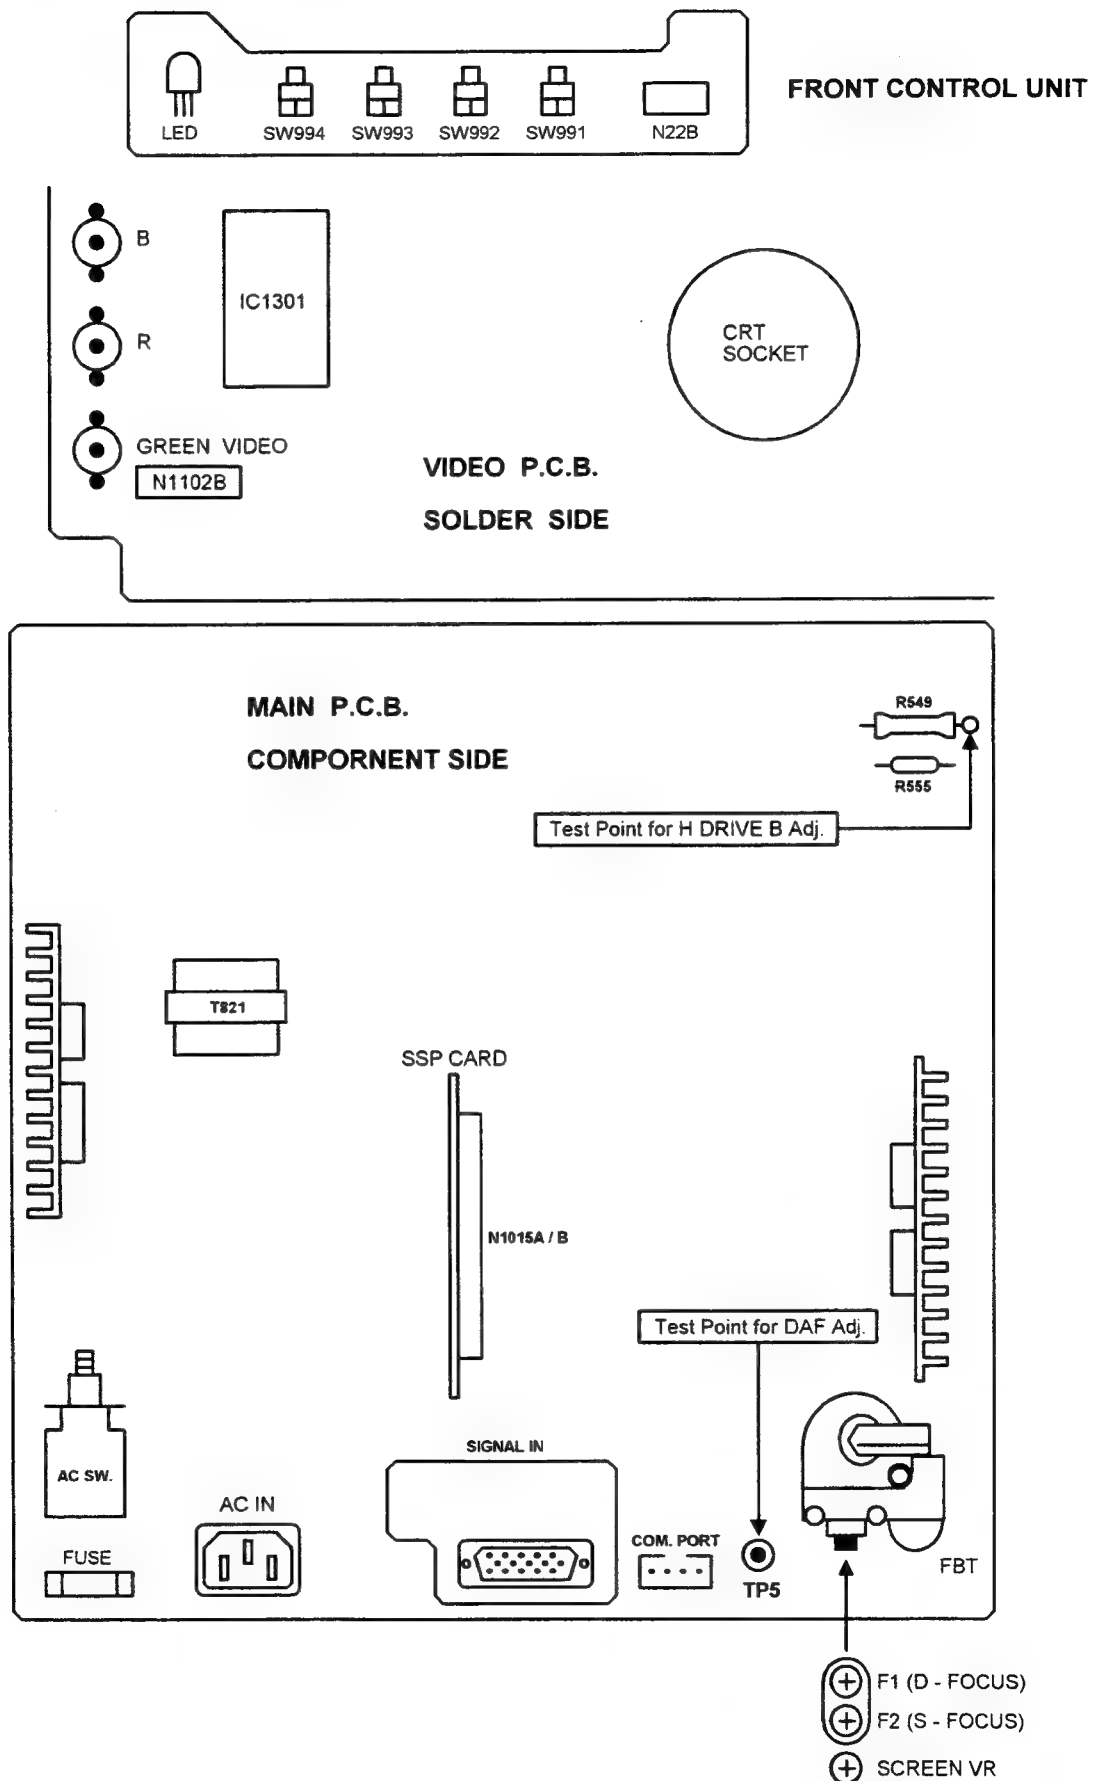 FRONT CONTROL UNIT
LED
SW994
SW993
SW992
SW991
N22B
B
IC1301
R
CRT
SOCKET
GREEN VIDEO
N1102B
VIDEO P.C.B.
SOLDER SIDE
MAIN P.C.B.
COMPORNENT SIDE
R549
R555
Test Point for H DRIVE B Adj.
T821
SSP CARD
N1015A / B
Test Point for DAF Adj.
SIGNAL IN
AC SW.
AC IN
COM. PORT
FUSE
TP5
FBT
F1 (D - FOCUS)
F2 (S - FOCUS)
SCREEN VR